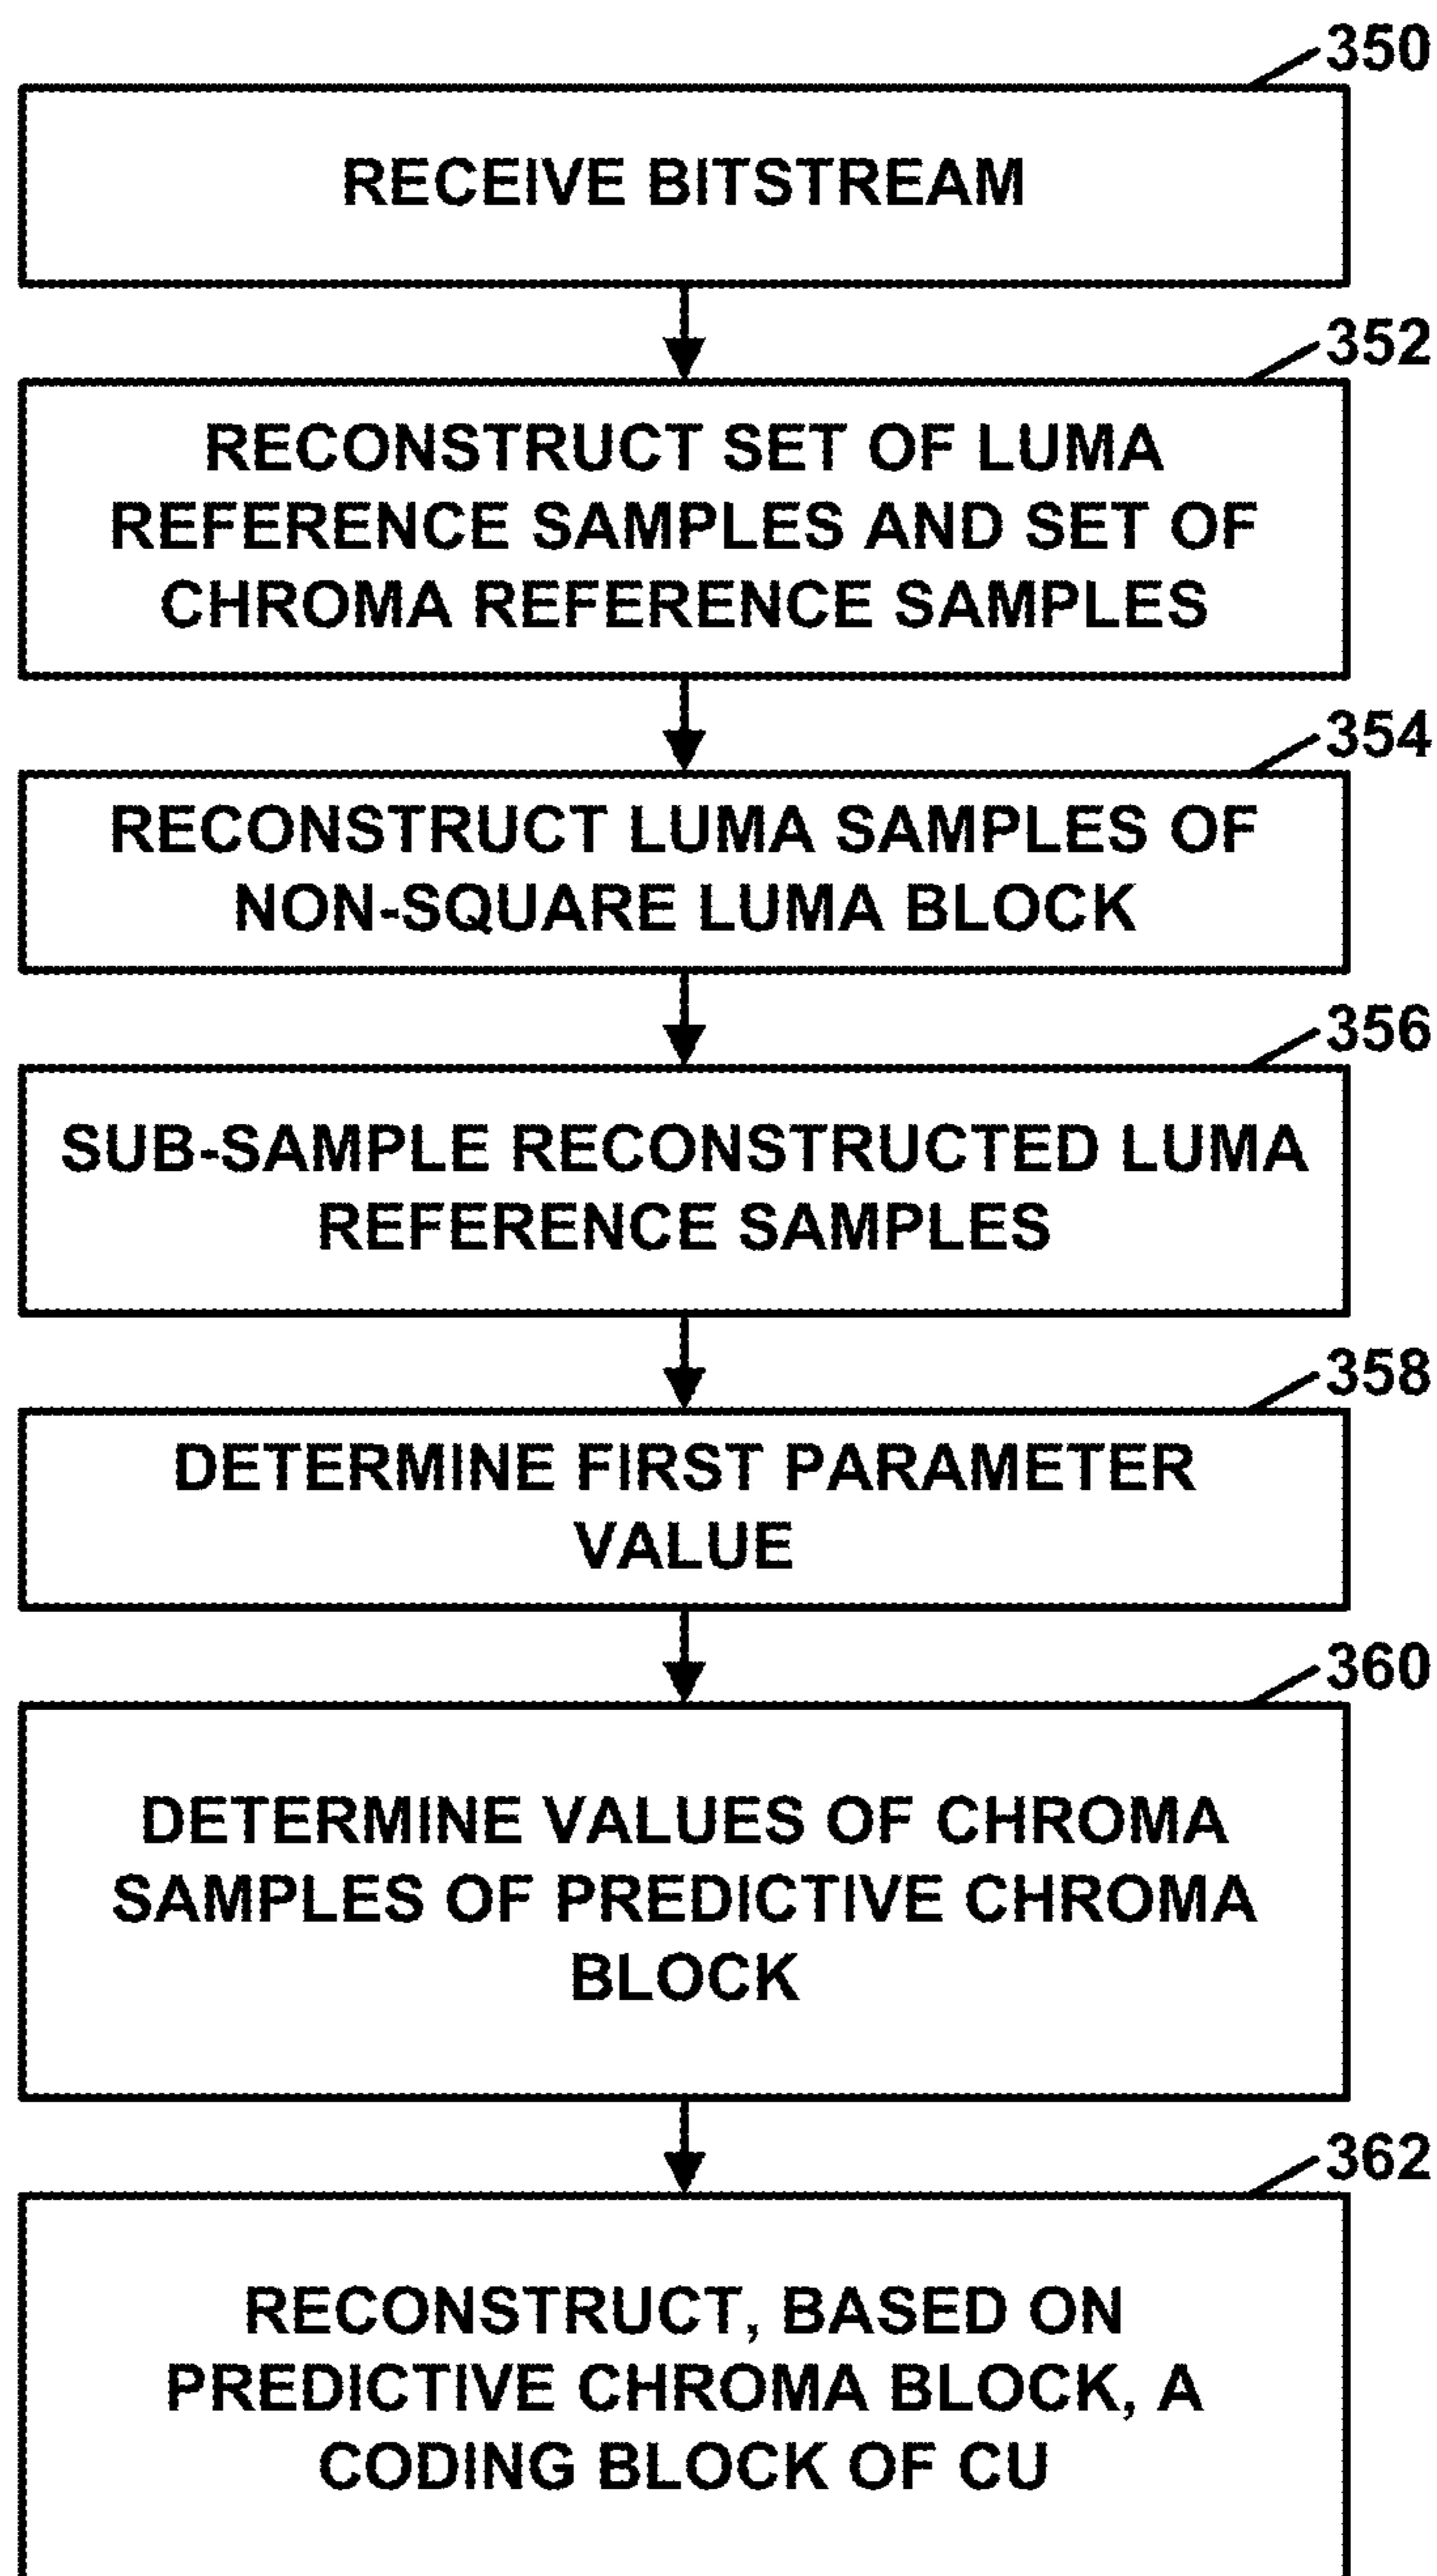 350
RECEIVE BITSTREAM
352
RECONSTRUCT SET OF LUMA
REFERENCE SAMPLES AND SET OF
CHROMA REFERENCE SAMPLES
354
RECONSTRUCT LUMA SAMPLES OF
NON-SQUARE LUMA BLOCK
356
SUB-SAMPLE RECONSTRUCTED LUMA
REFERENCE SAMPLES
358
DETERMINE FIRST PARAMETER
VALUE
360
DETERMINE VALUES OF CHROMA
SAMPLES OF PREDICTIVE CHROMA
BLOCK
362
RECONSTRUCT, BASED ON
PREDICTIVE CHROMA BLOCK, A
CODING BLOCK OF CU